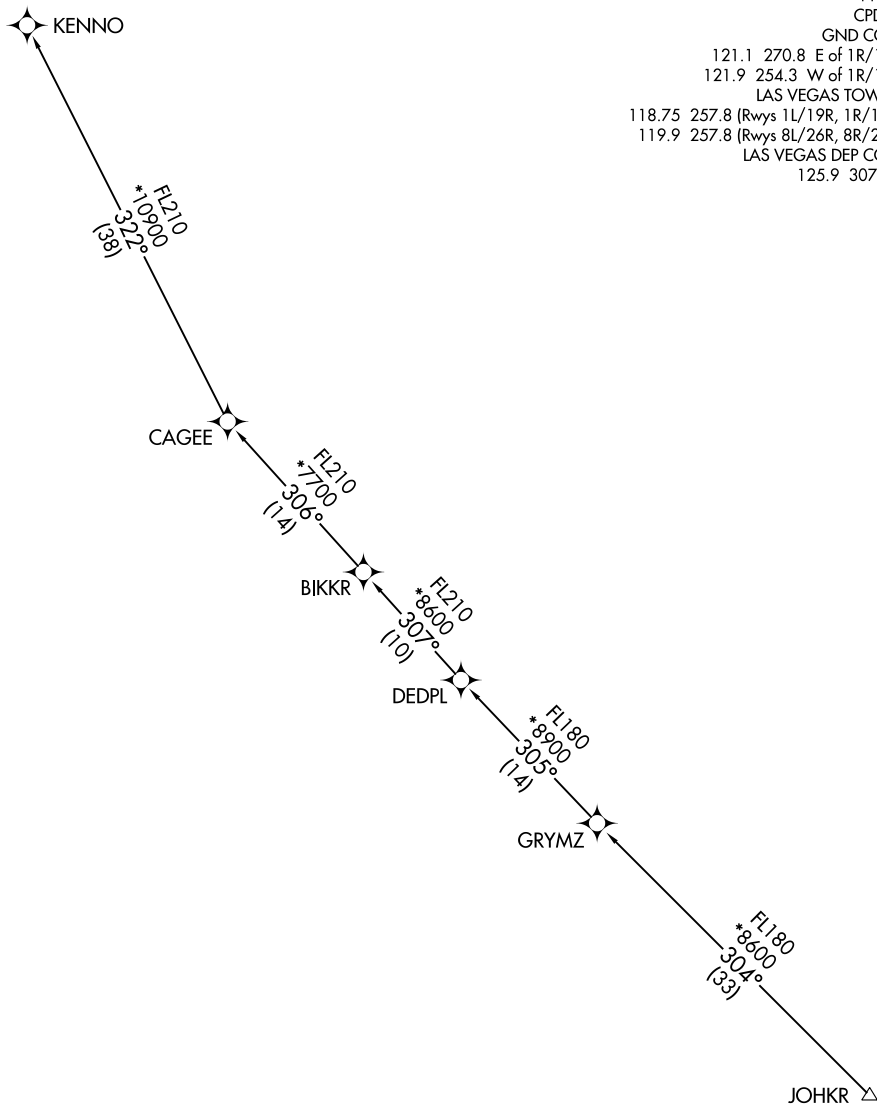 KENNO
CPD
GND CO
121.1 270.8 E of 1R/1
121.9 254.3 W of 1R/1
LAS VEGAS TOW
118.75 257.8 (Rwys 1L/19R, 1R/1
119.9 257.8 (Rwys 8L/26R, 8R/2
LAS VEGAS DEP CO
125.9 307
FL210
*10900
322°
(38)
CAGEE
FL210
*7700
306°
(14)
BIKKR
FL210
*8600
307°
(10)
DEDPL
FL180
*8900
305°
(14)
GRYMZ
FL180
*8600
304°
(33)
JOHKR